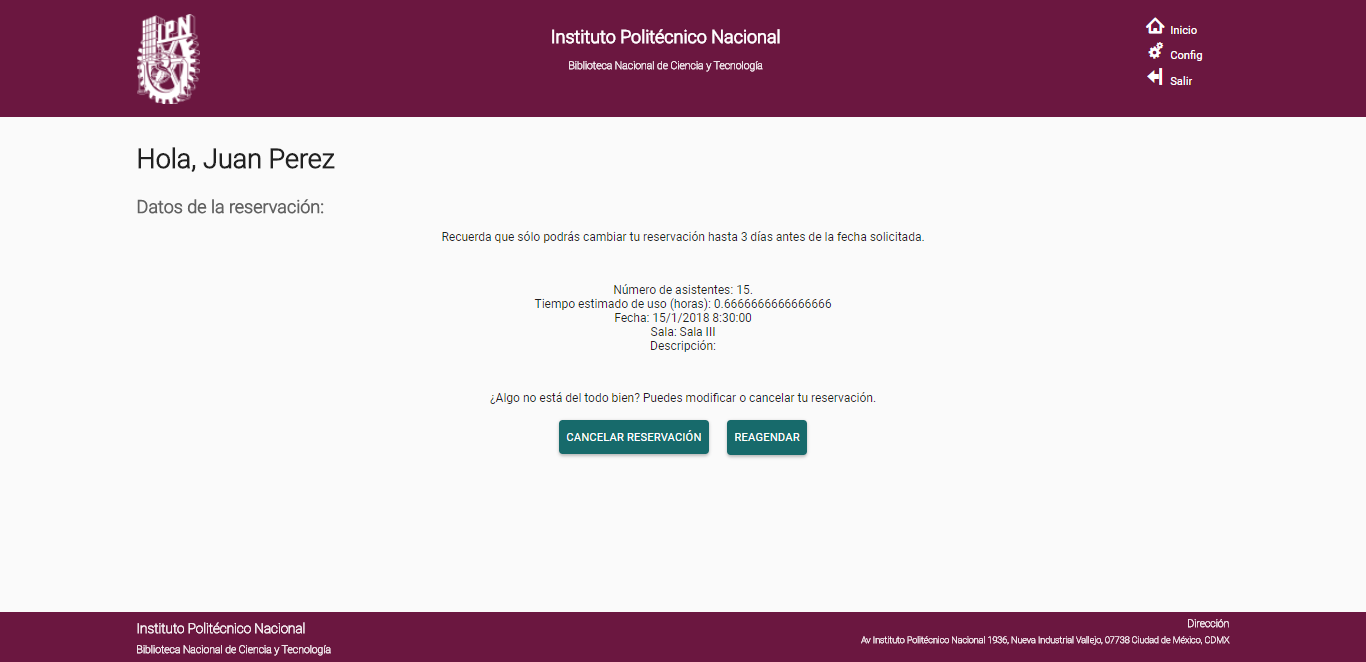 IPN
Instituto Politécnico Nacional
Biblioteca Nacional de Ciencia y Tecnología
Inicio
Config
Salir
Hola, Juan Perez
Datos de la reservación:
Recuerda que sólo podrás cambiar tu reservación hasta 3 días antes de la fecha solicitada.
Número de asistentes: 15.
Tiempo estimado de uso (horas): 0.6666666666666666
Fecha: 15/1/2018 8:30:00
Sala: Sala III
Descripción:
¿Algo no está del todo bien? Puedes modificar o cancelar tu reservación.
CANCELAR RESERVACIÓN
REAGENDAR
Instituto Politécnico Nacional
Biblioteca Nacional de Ciencia y Tecnología
Dirección
Av Instituto Politécnico Nacional 1936, Nueva Industrial Vallejo, 07738 Ciudad de México, CDMX